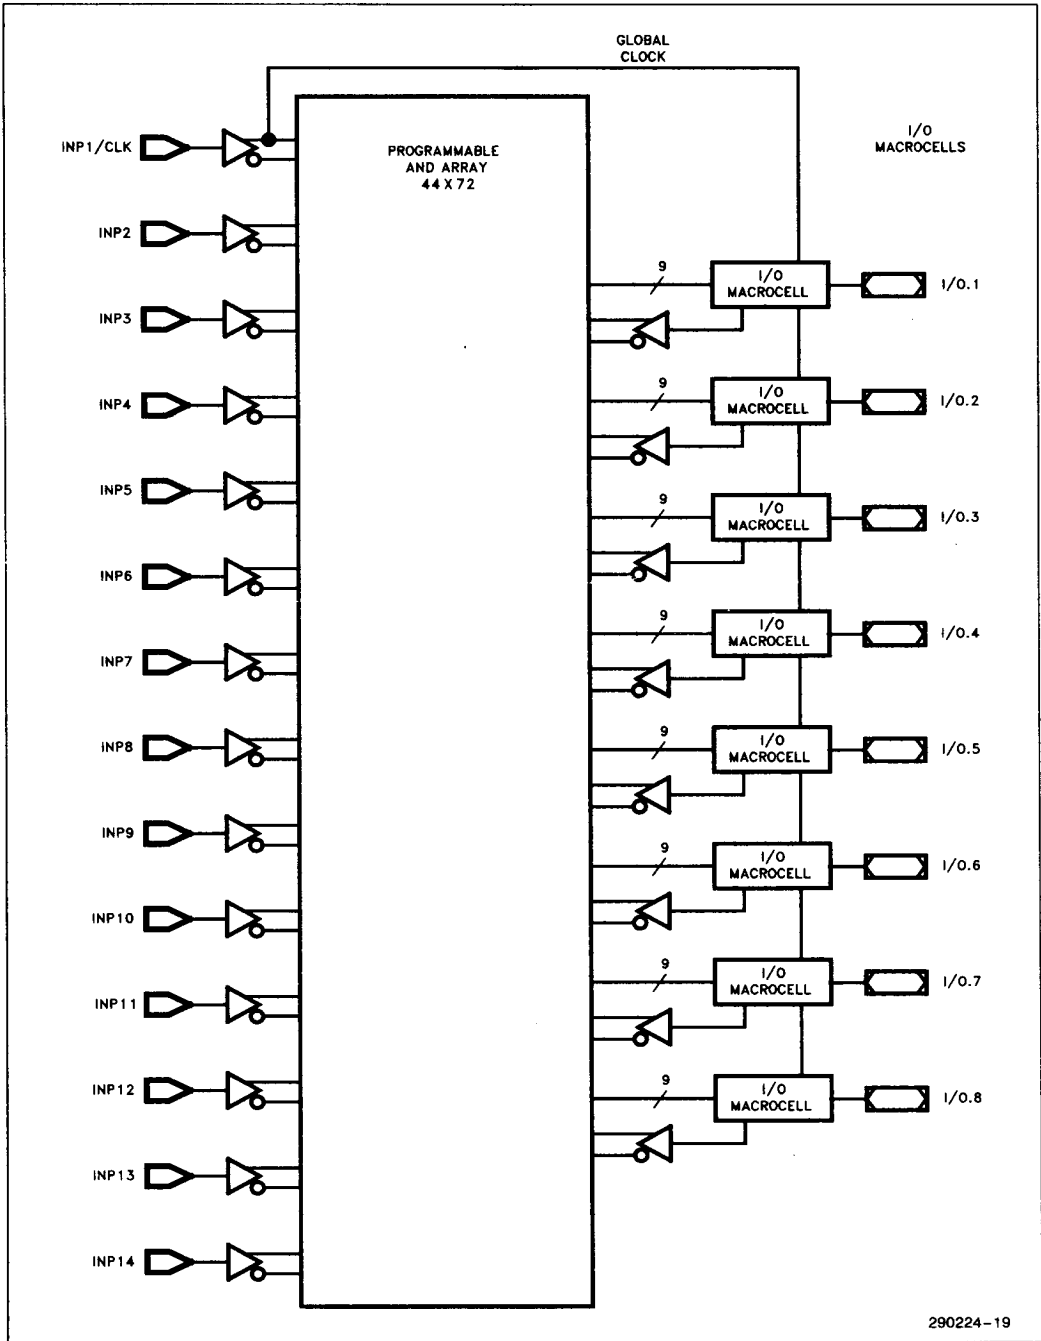 GLOBAL
CLOCK
INP1/CLK
PROGRAMMABLE
AND ARRAY
44X72
I/O
MACROCELLS
INP2
INP3
INP4
INP5
INP6
INP7
INP8
INP9
INP10
INP11
INP12
INP13
INP14
9
I/O
MACROCELL
I/O.1
9
I/O
MACROCELL
I/O.2
9
I/O
MACROCELL
I/O.3
9
I/O
MACROCELL
I/O.4
9
I/O
MACROCELL
I/O.5
9
I/O
MACROCELL
I/O.6
9
I/O
MACROCELL
I/O.7
9
I/O
MACROCELL
I/O.8
290224-19